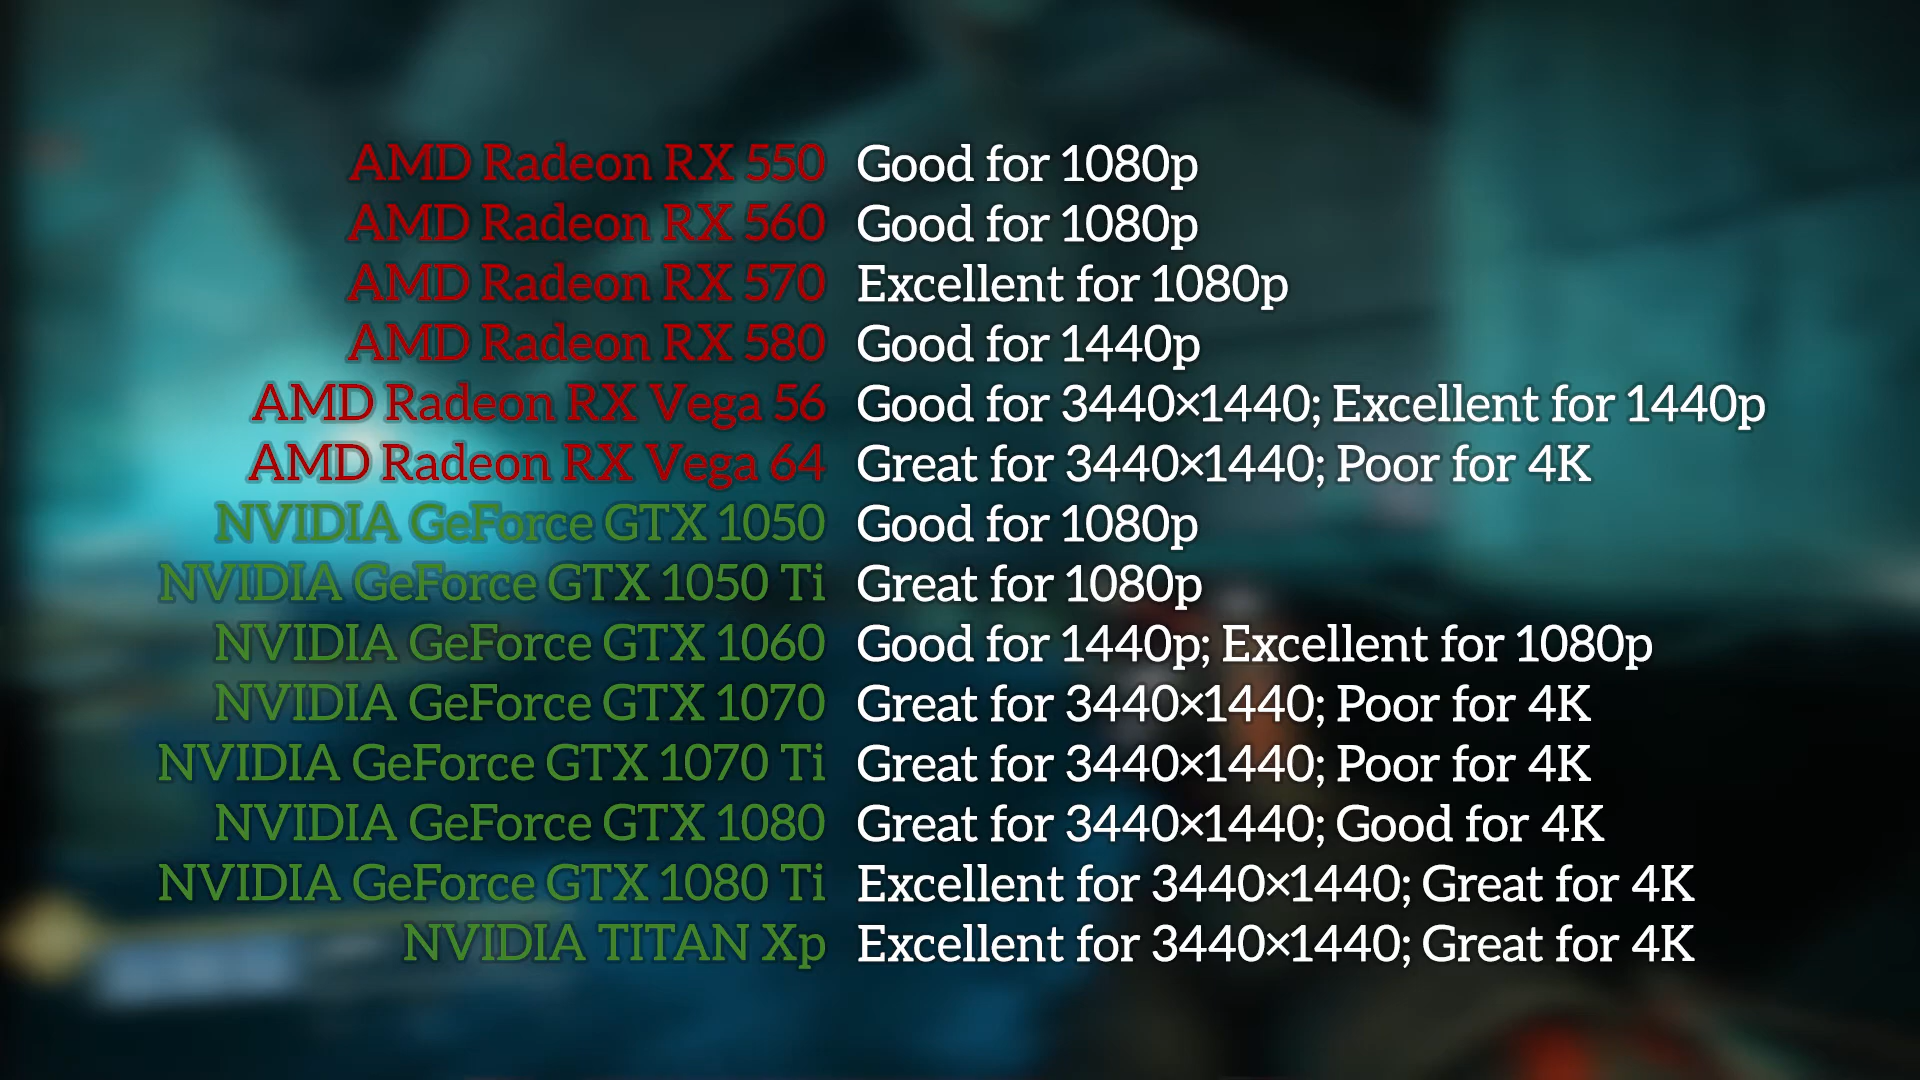 AMD Radeon RX 550 Good for 1080p
AMD Radeon RX 560 Good for 1080p
AMD Radeon RX 570 Excellent for 1080p
AMD Radeon RX 580 Good for 1440p
AMD Radeon RX Vega 56 Good for 3440×1440; Excellent for 1440p
AMD Radeon RX Vega 64 Great for 3440×1440; Poor for 4K
NVIDIA GeForce GTX 1050 Good for 1080p
NVIDIA GeForce GTX 1050 Ti Great for 1080p
NVIDIA GeForce GTX 1060 Good for 1440p; Excellent for 1080p
NVIDIA GeForce GTX 1070 Great for 3440×1440; Poor for 4K
NVIDIA GeForce GTX 1070 Ti Great for 3440×1440; Poor for 4K
NVIDIA GeForce GTX 1080 Great for 3440×1440; Good for 4K
NVIDIA GeForce GTX 1080 Ti Excellent for 3440×1440; Great for 4K
NVIDIA TITAN Xp Excellent for 3440×1440; Great for 4K